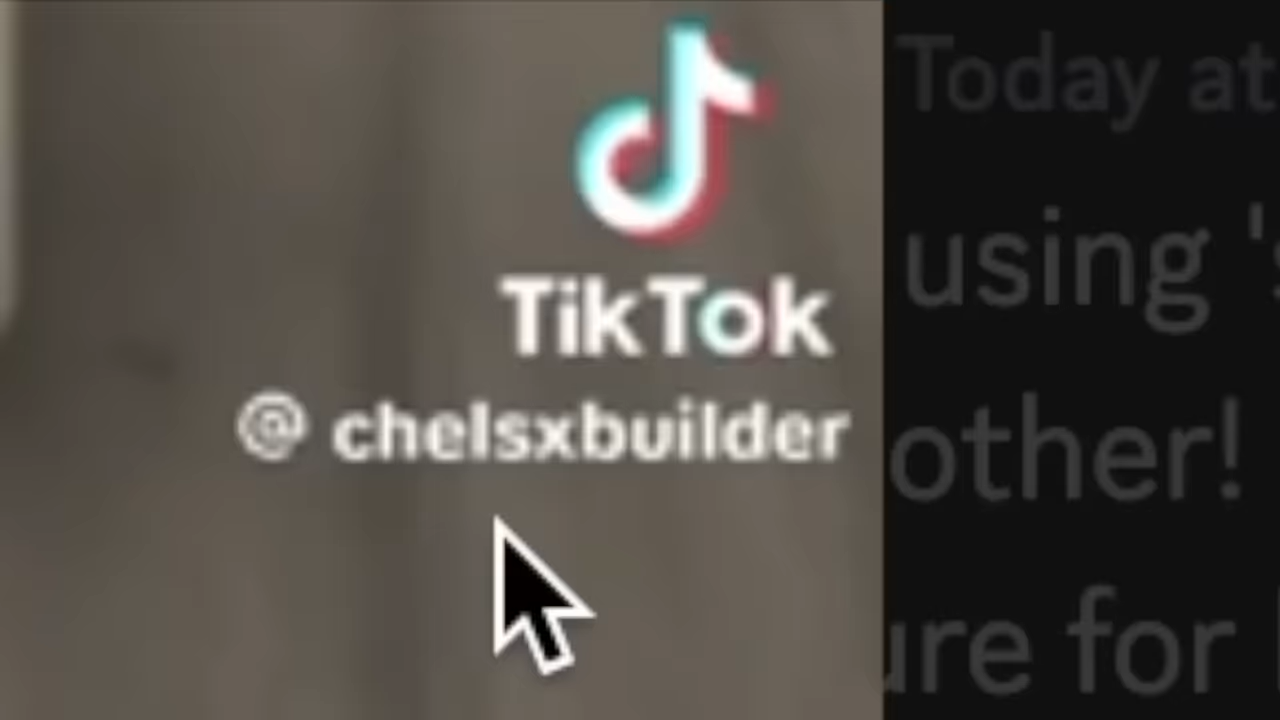 TikTok
@ chelsxbuilder
Today at
using 's
other!
ure for